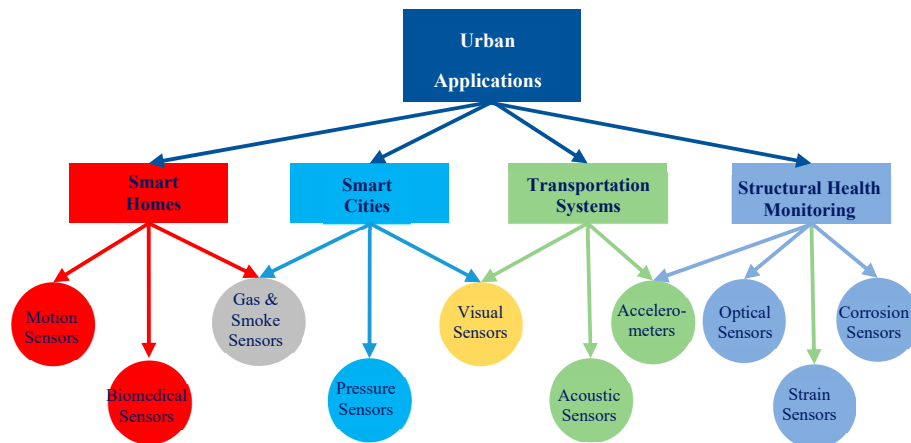 Urban
Applications
Smart
Homes
Smart
Cities
Transportation
Systems
Structural Health
Monitoring
Motion
Sensors
Gas &
Smoke
Sensors
Visual
Sensors
Accelero-
meters
Optical
Sensors
Corrosion
Sensors
Biomedical
Sensors
Pressure
Sensors
Acoustic
Sensors
Strain
Sensors